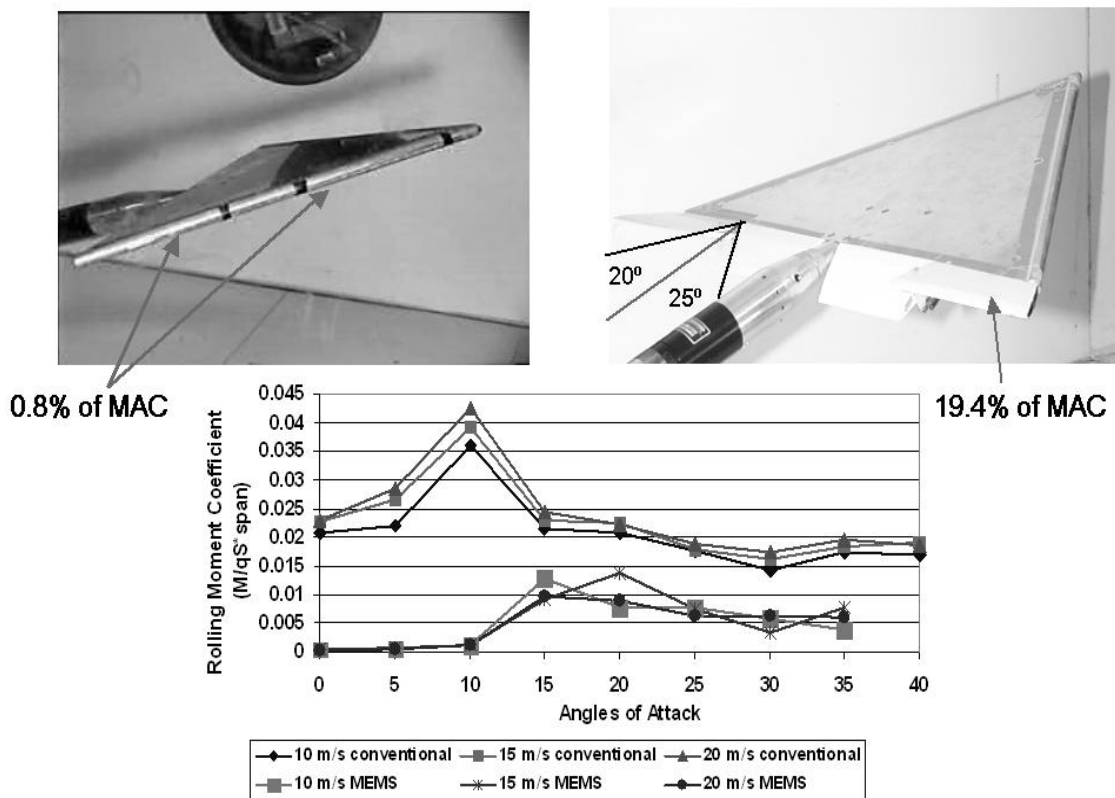 20º
25º
0.8% of MAC
19.4% of MAC
Rolling Moment Coefficient
(M/qS* span)
0.045
0.04
0.035
0.03
0.025
0.02
0.015
0.01
0.005
0
0 5 10 15 20 25 30 35 40
Angles of Attack
10 m/s conventional 15 m/s conventional 20 m/s conventional
10 m/s MEMS 15 m/s MEMS 20 m/s MEMS